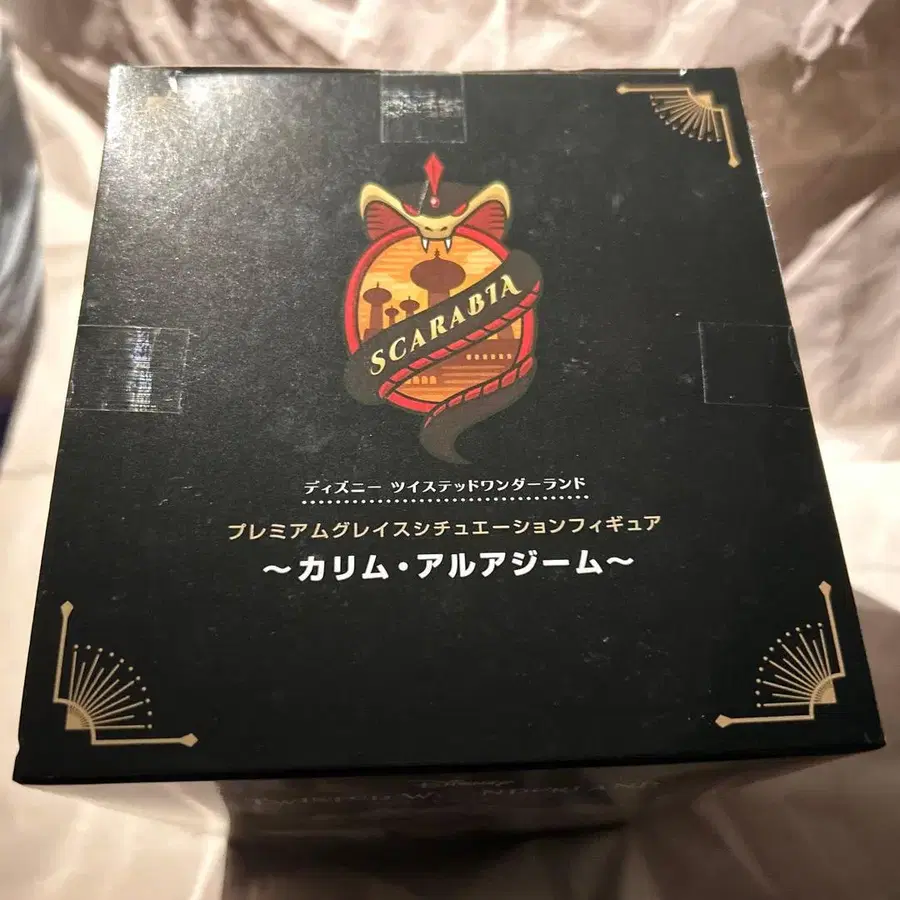 SCARABIA
ディズニー ツイステッドワンダーランド
プレミアムグレイスシチュエーションフィギュア
～カリム・アルアジーム～
Disney